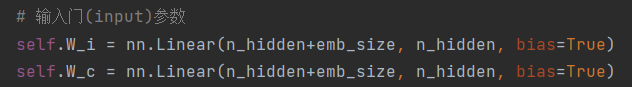 # 输入门(input)参数
self.W_i = nn.Linear(n_hidden+emb_size, n_hidden, bias=True)
self.W_c = nn.Linear(n_hidden+emb_size, n_hidden, bias=True)